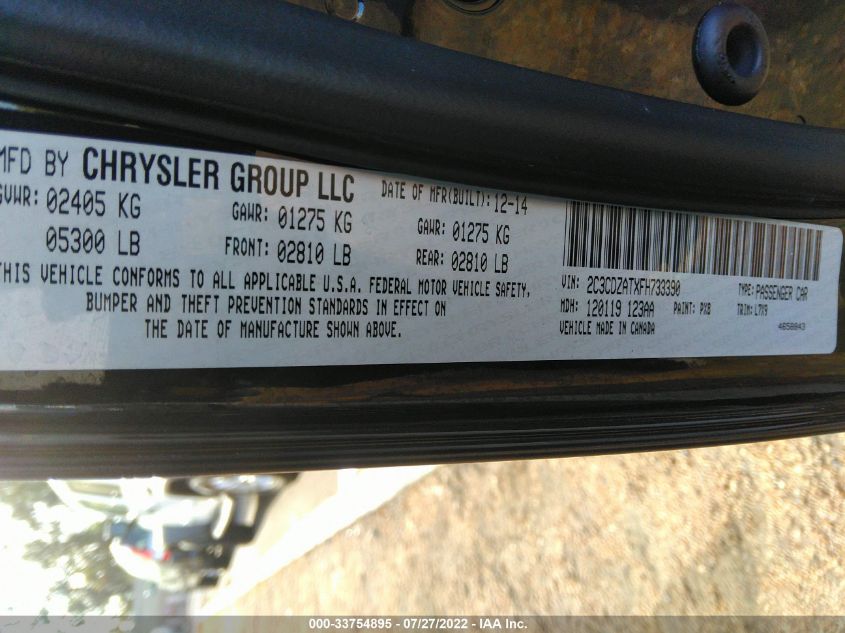 MFD BY CHRYSLER GROUP LLC DATE OF MFR(BUILT): 12-14
GVWR: 02405 KG GAWR: 01275 KG GAWR: 01275 KG
05300 LB FRONT: 02810 LB REAR: 02810 LB
THIS VEHICLE CONFORMS TO ALL APPLICABLE U.S.A. FEDERAL MOTOR VEHICLE SAFETY,
BUMPER AND THEFT PREVENTION STANDARDS IN EFFECT ON
THE DATE OF MANUFACTURE SHOWN ABOVE.
VIN: 2C3CDZATXFH733390 TYPE: PASSENGER CAR
MDH: 120119 123AA PAINT: PX8 TRIM: L7X9
VEHICLE MADE IN CANADA 4658843
000-33754895 - 07/27/2022 - IAA Inc.